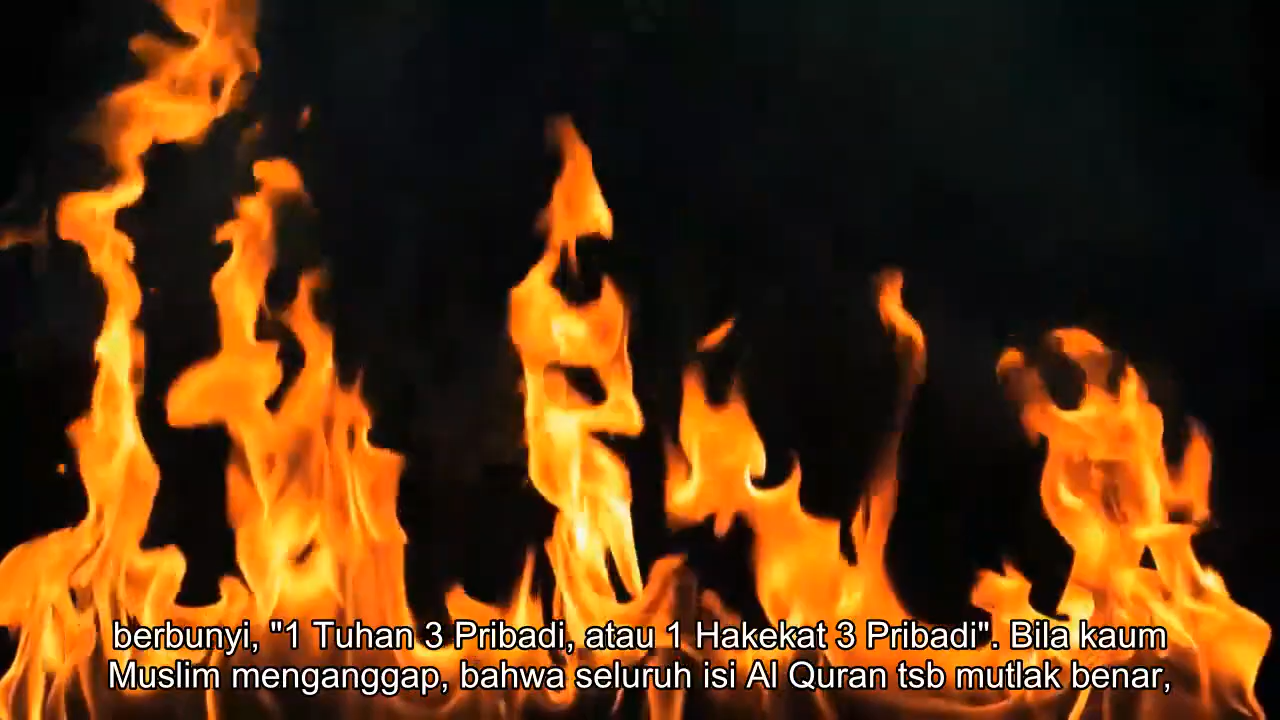 berbunyi, "1 Tuhan 3 Pribadi, atau 1 Hakekat 3 Pribadi". Bila kaum
Muslim menganggap, bahwa seluruh isi Al Quran tsb mutlak benar,